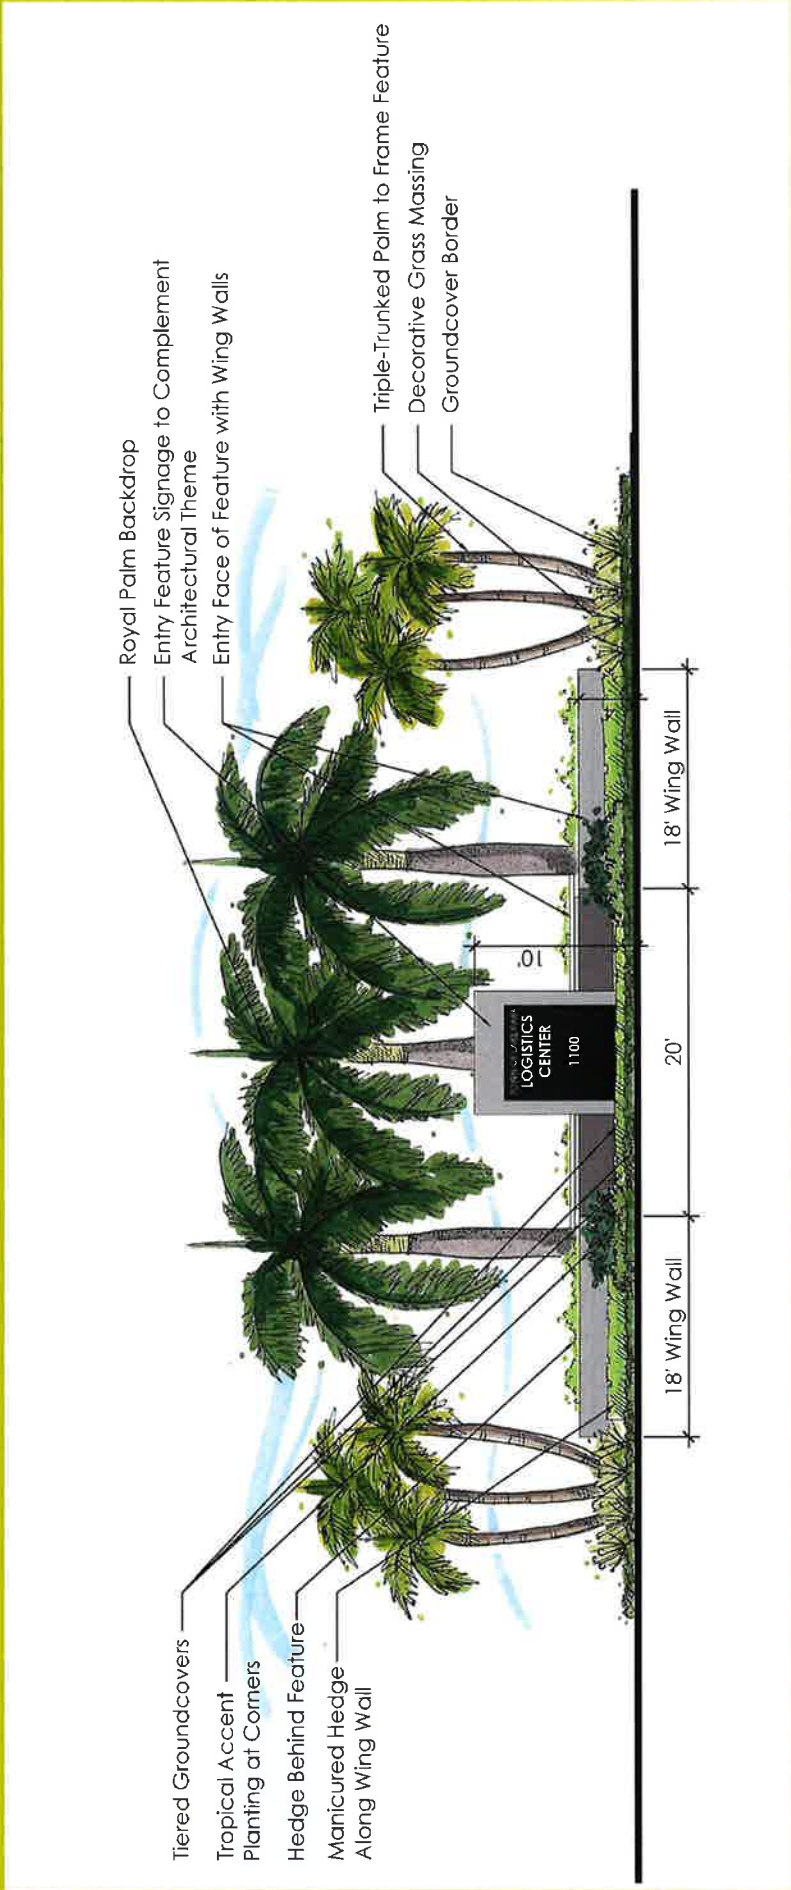 Tiered Groundcovers
Tropical Accent
Planting at Corners
Hedge Behind Feature
Manicured Hedge
Along Wing Wall
Royal Palm Backdrop
Entry Feature Signage to Complement
Architectural Theme
Entry Face of Feature with Wing Walls
Triple-Trunked Palm to Frame Feature
Decorative Grass Massing
Groundcover Border
LOGISTICS
CENTER
1100
10'
18' Wing Wall
20'
18' Wing Wall